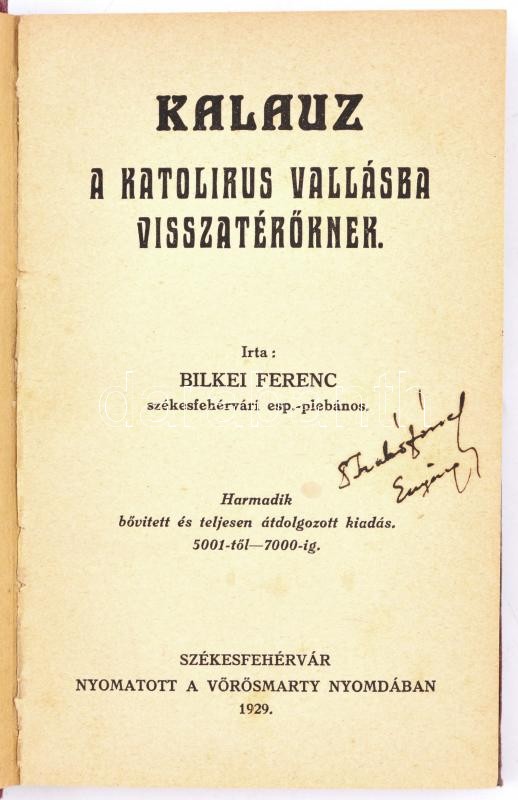 KALAUZ
A KATOLIKUS VALLÁSBA
VISSZATÉRŐKNEK.
Irta :
BILKEI FERENC
székesfehérvári esp.-plebános.
Harmadik
bővitett és teljesen átdolgozott kiadás.
5001-től—7000-ig.
SZÉKESFEHÉRVÁR
NYOMATOTT A VÖRÖSMARTY NYOMDÁBAN
1929.